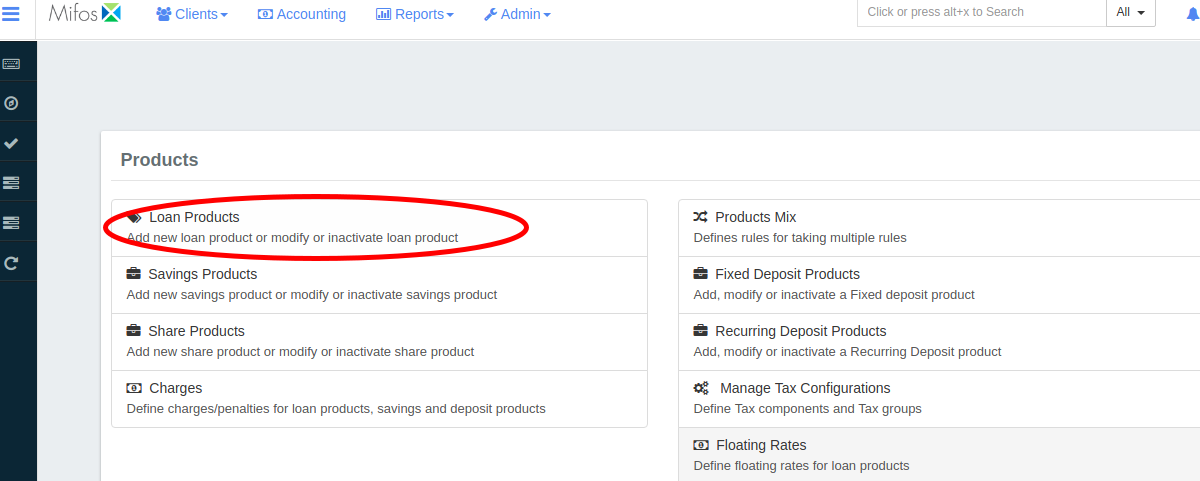 Mifos Clients Accounting Reports Admin Click or press alt+x to Search All
Products
Loan Products
Add new loan product or modify or inactivate loan product
Savings Products
Add new savings product or modify or inactivate savings product
Share Products
Add new share product or modify or inactivate share product
Charges
Define charges/penalties for loan products, savings and deposit products
Products Mix
Defines rules for taking multiple rules
Fixed Deposit Products
Add, modify or inactivate a Fixed deposit product
Recurring Deposit Products
Add, modify or inactivate a Recurring Deposit product
Manage Tax Configurations
Define Tax components and Tax groups
Floating Rates
Define floating rates for loan products